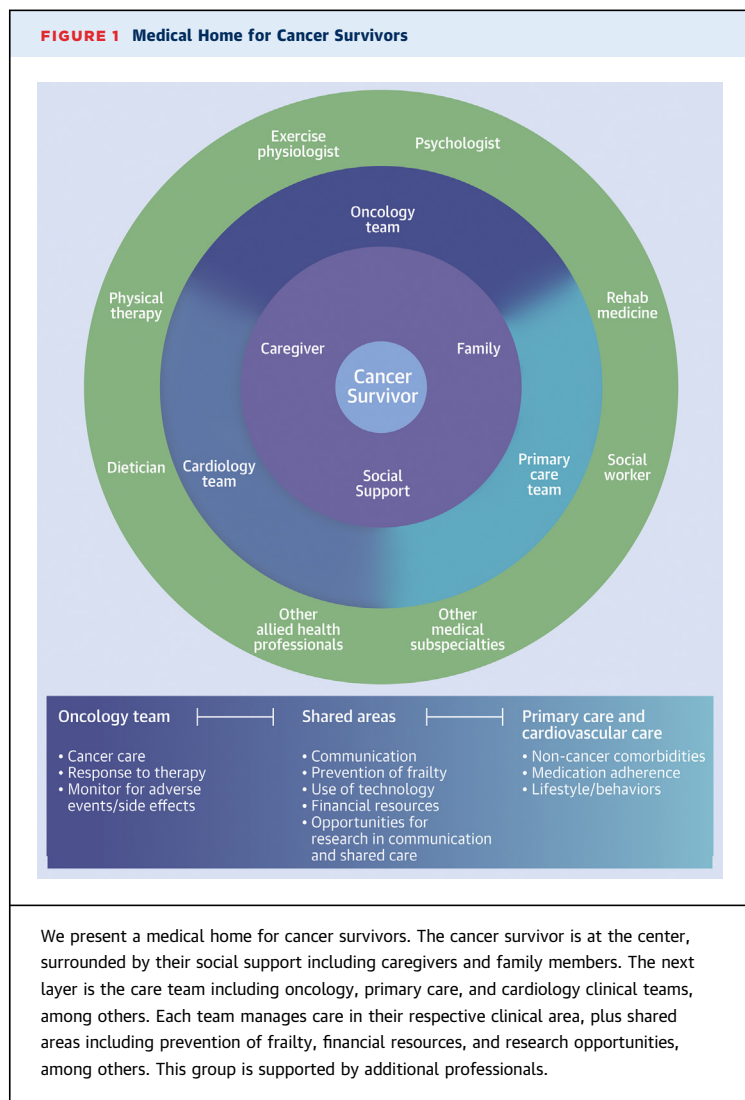 FIGURE 1 Medical Home for Cancer Survivors
Exercise
physiologist
Psychologist
Oncology
team
Physical
therapy
Rehab
medicine
Caregiver
Family
Cancer
Survivor
Dietician
Cardiology
team
Social
Support
Primary
care
team
Social
worker
Other
allied health
professionals
Other
medical
subspecialties
Oncology team
• Cancer care
• Response to therapy
• Monitor for adverse
events/side effects
Shared areas
• Communication
• Prevention of frailty
• Use of technology
• Financial resources
• Opportunities for
research in communication
and shared care
Primary care and
cardiovascular care
• Non-cancer comorbidities
• Medication adherence
• Lifestyle/behaviors
We present a medical home for cancer survivors. The cancer survivor is at the center,
surrounded by their social support including caregivers and family members. The next
layer is the care team including oncology, primary care, and cardiology clinical teams,
among others. Each team manages care in their respective clinical area, plus shared
areas including prevention of frailty, financial resources, and research opportunities,
among others. This group is supported by additional professionals.